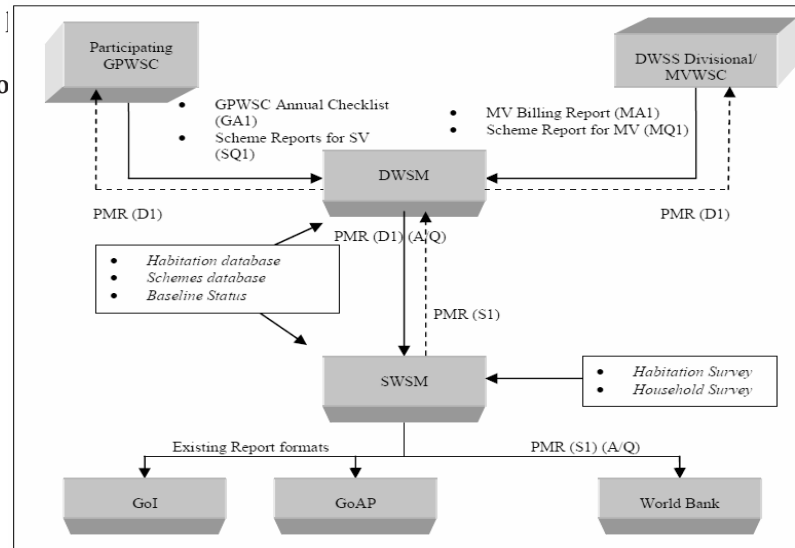 Participating
GPWSC
DWSS Divisional/
MVWSC
• GPWSC Annual Checklist
(GA1)
• Scheme Reports for SV
(SQ1)
• MV Billing Report (MA1)
• Scheme Report for MV (MQ1)
DWSM
PMR (D1)
PMR (D1)
PMR (D1) (A/Q)
• Habitation database
• Schemes database
• Baseline Status
PMR (S1)
SWSM
• Habitation Survey
• Household Survey
Existing Report formats
PMR (S1) (A/Q)
GoI
GoAP
World Bank